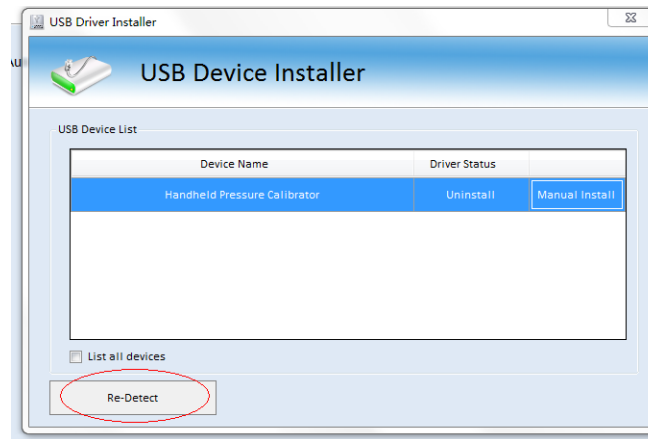 USB Driver Installer
USB Device Installer
USB Device List
Device Name Driver Status
Handheld Pressure Calibrator Uninstall Manual Install
List all devices
Re-Detect